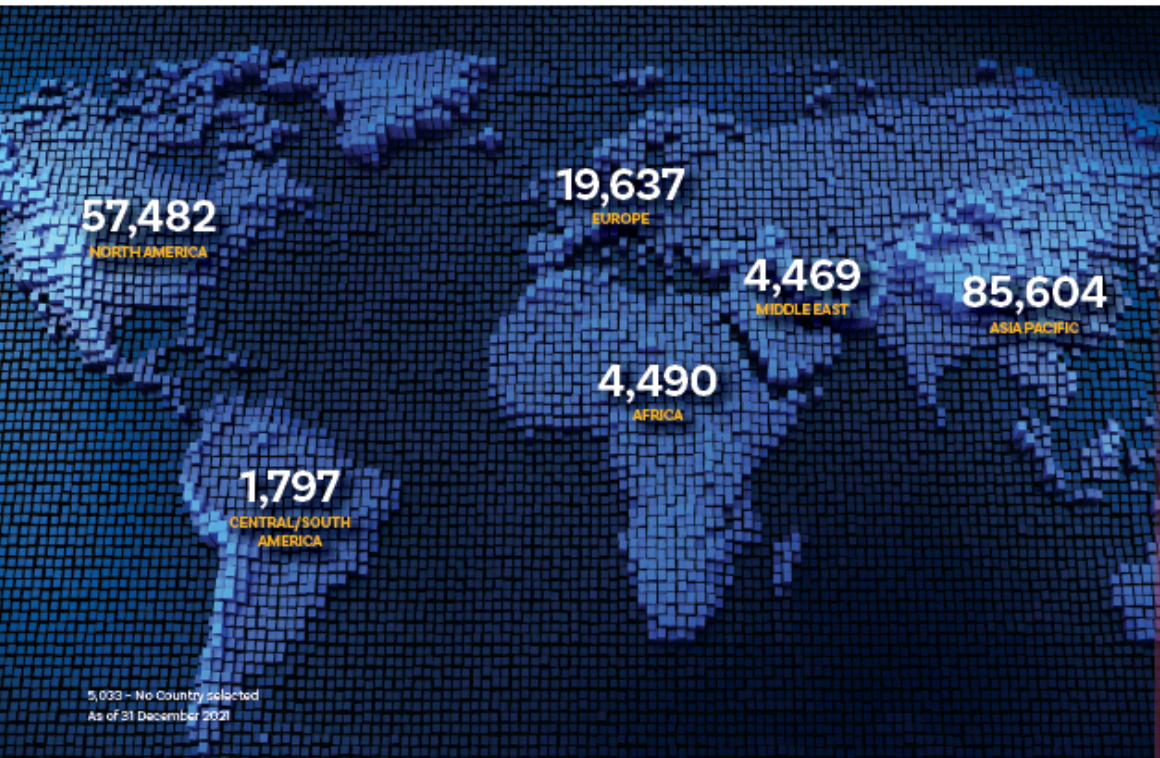 57,482
NORTH AMERICA
19,637
EUROPE
4,469
MIDDLE EAST
85,604
ASIA PACIFIC
4,490
AFRICA
1,797
CENTRAL/SOUTH
AMERICA
5,033 – No Country selected
As of 31 December 2021